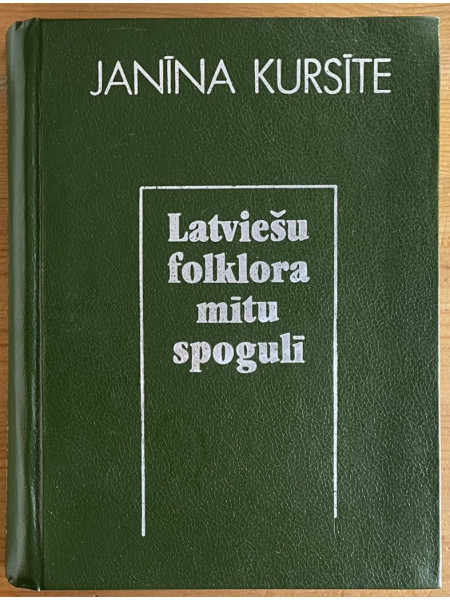 JANĪNA KURSĪTE
Latviešu
folklora
mītu
spogulī